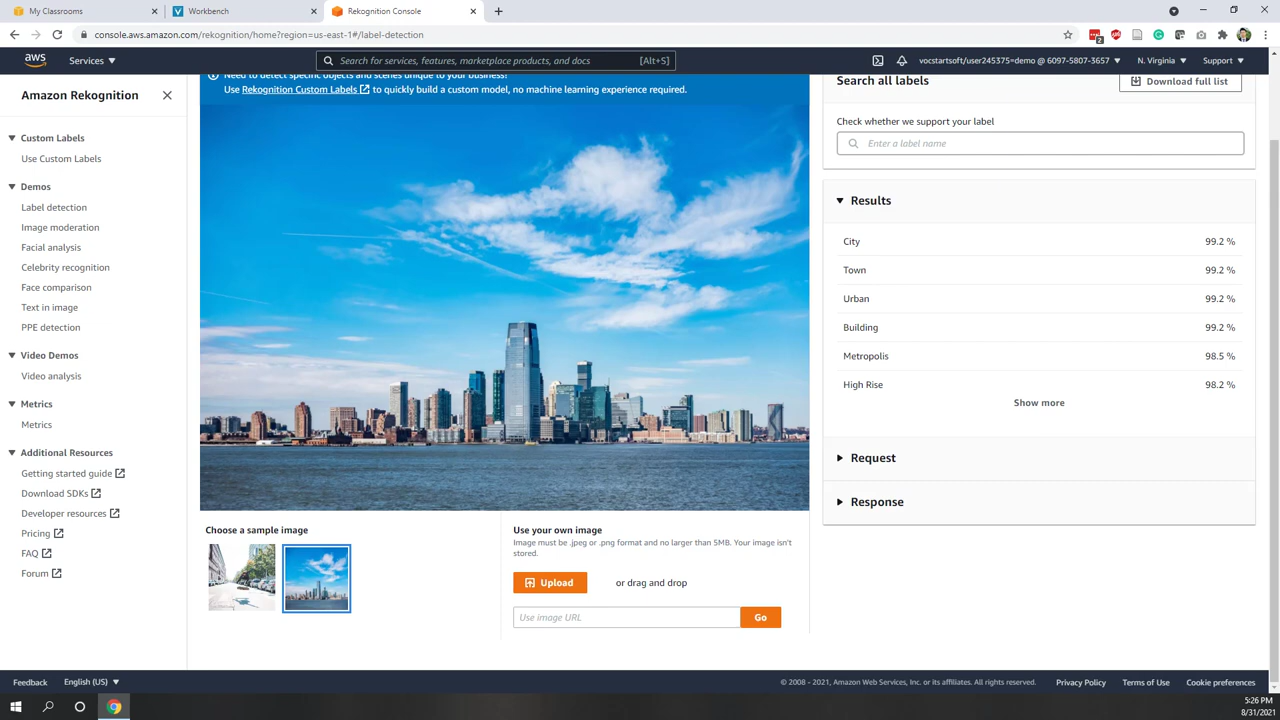 My Classrooms
Workbench
Rekognition Console
console.aws.amazon.com/rekognition/home?region=us-east-1#/label-detection
2
aws
Services
Search for services, features, marketplace products, and docs
[Alt+S]
vocstartsoft/user245375=demo @ 6097-5807-3657
N. Virginia
Support
Amazon Rekognition
Custom Labels
Use Custom Labels
Demos
Label detection
Image moderation
Facial analysis
Celebrity recognition
Face comparison
Text in image
PPE detection
Video Demos
Video analysis
Metrics
Metrics
Additional Resources
Getting started guide
Download SDKs
Developer resources
Pricing
FAQ
Forum
Need to detect specific objects and scenes unique to your business?
Use Rekognition Custom Labels to quickly build a custom model, no machine learning experience required.
Choose a sample image
Use your own image
Image must be .jpeg or .png format and no larger than 5MB. Your image isn't
stored.
Upload
or drag and drop
Use image URL
Go
Search all labels
Download full list
Check whether we support your label
Enter a label name
Results
City 99.2 %
Town 99.2 %
Urban 99.2 %
Building 99.2 %
Metropolis 98.5 %
High Rise 98.2 %
Show more
Request
Response
Feedback
English (US)
© 2008 - 2021, Amazon Web Services, Inc. or its affiliates. All rights reserved.
Privacy Policy
Terms of Use
Cookie preferences
5:26 PM
8/31/2021